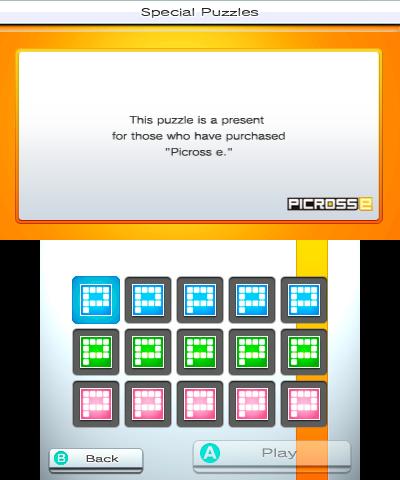 Special Puzzles
This puzzle is a present
for those who have purchased
"Picross e."
PICROSS e
B Back
A Play